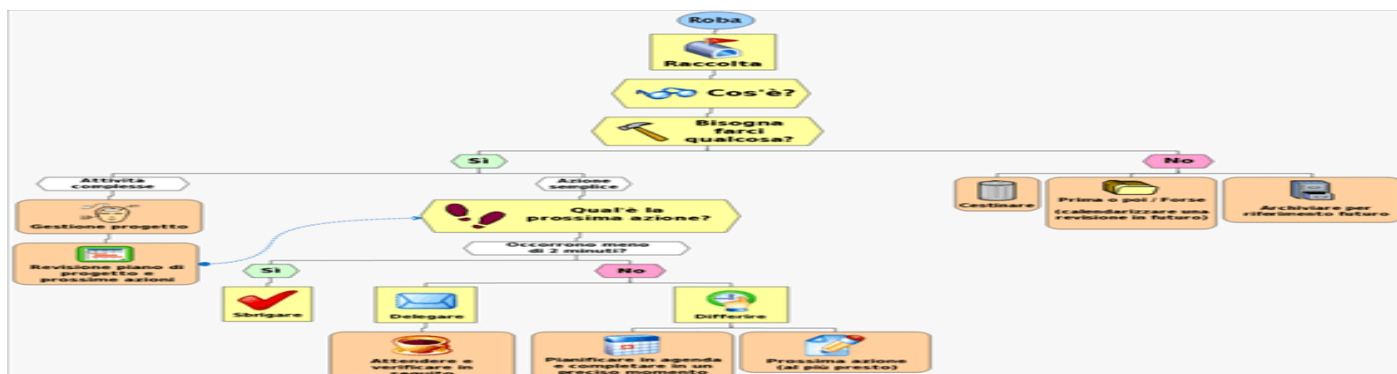 Roba
Raccolta
Cos'è?
Bisogna
farci
qualcosa?
Sì
No
Attività
complesse
Azione
semplice
Gestione progetto
Revisione piano di
progetto e
prossime azioni
Qual'è la
prossima azione?
Occorrono meno
di 2 minuti?
Sì
No
Sbrigare
Delegare
Differire
Attendere e
verificare in
seguito
Pianificare in agenda
e completare in un
preciso momento
Prossima azione
(al più presto)
Cestinare
Prima o poi / Forse
(calendarizzare una
revisione in futuro)
Archiviare per
riferimento futuro